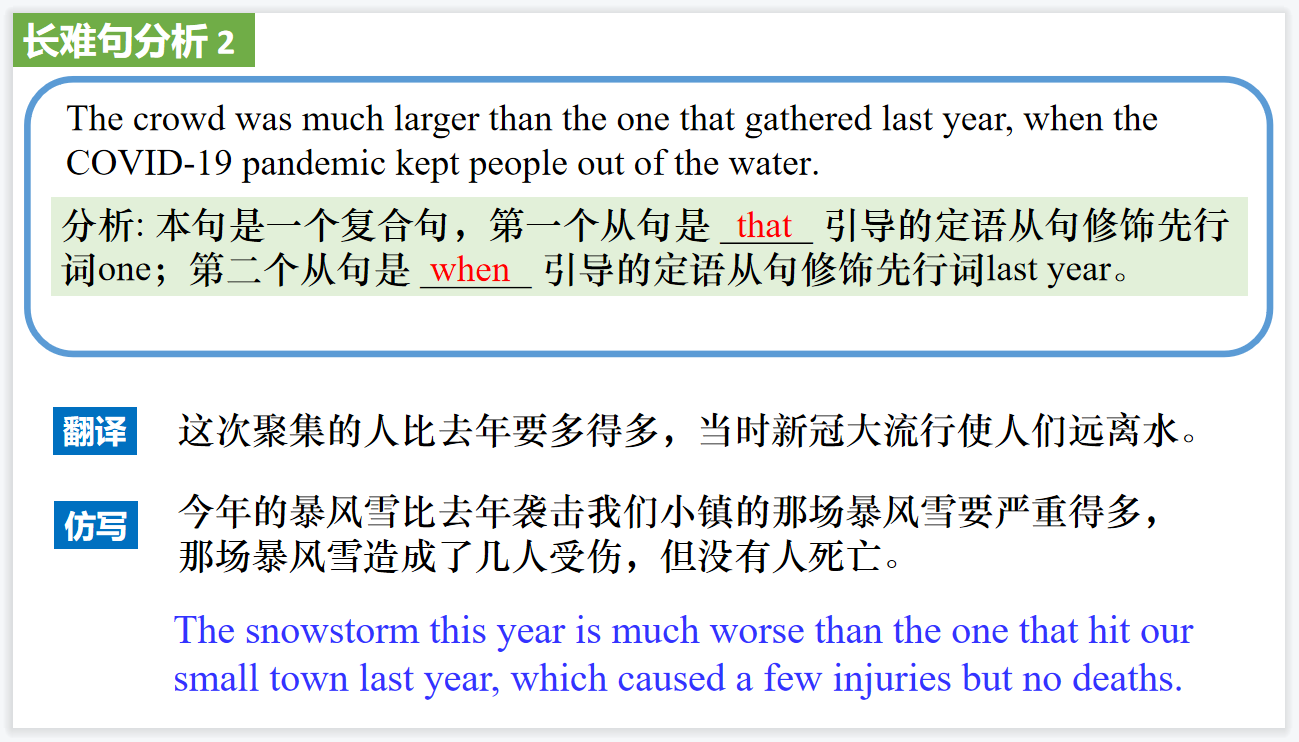 长难句分析 2
The crowd was much larger than the one that gathered last year, when the
COVID-19 pandemic kept people out of the water.
分析: 本句是一个复合句，第一个从句是 that 引导的定语从句修饰先行
词one；第二个从句是 when 引导的定语从句修饰先行词last year。
翻译 这次聚集的人比去年要多得多，当时新冠大流行使人们远离水。
仿写 今年的暴风雪比去年袭击我们小镇的那场暴风雪要严重得多，
那场暴风雪造成了几人受伤，但没有人死亡。
The snowstorm this year is much worse than the one that hit our
small town last year, which caused a few injuries but no deaths.